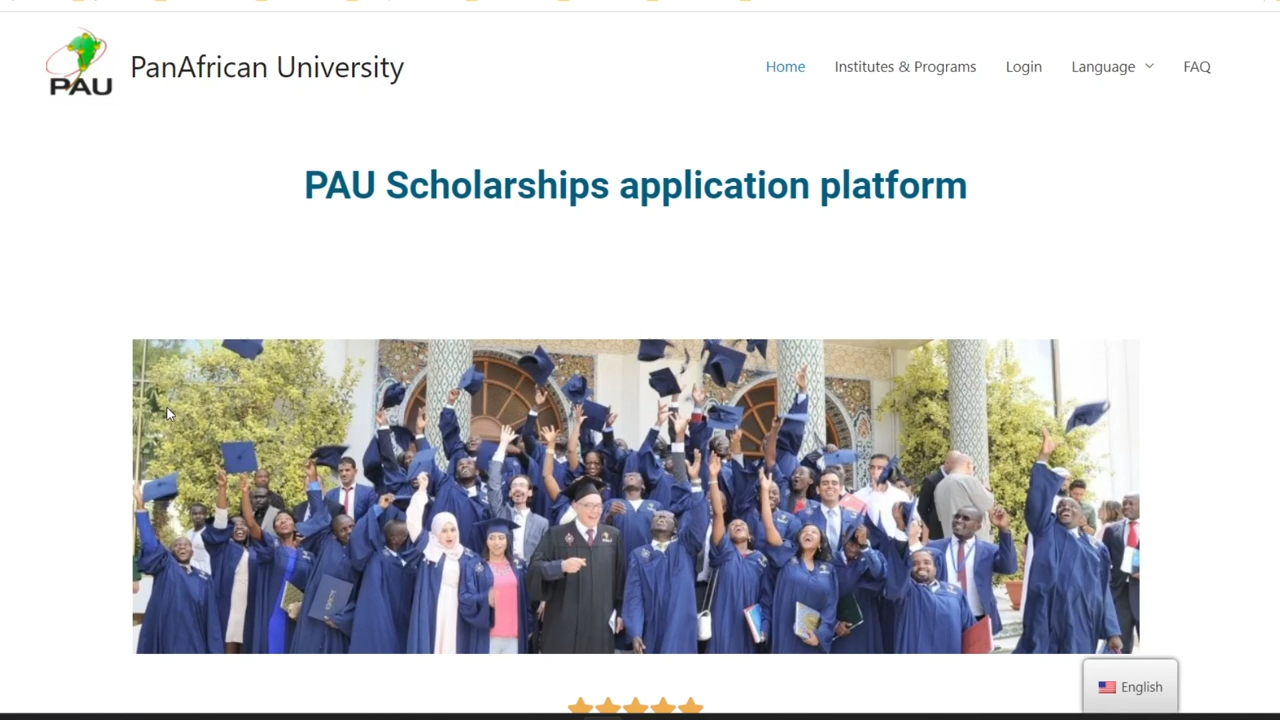 PAU
PanAfrican University
Home
Institutes & Programs
Login
Language
FAQ
PAU Scholarships application platform
English